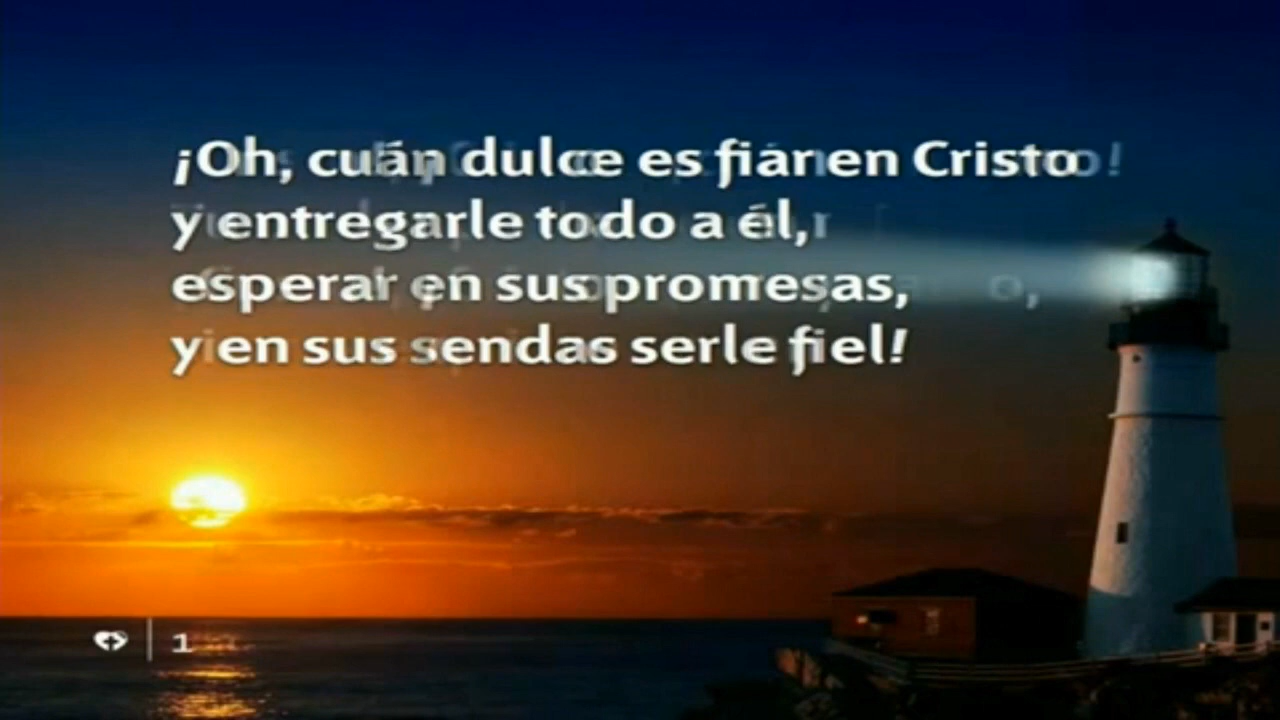 ¡Oh, cuán dulce es fiar en Cristo
y entregarle todo a él,
esperar en sus promesas,
y en sus sendas serle fiel!
1